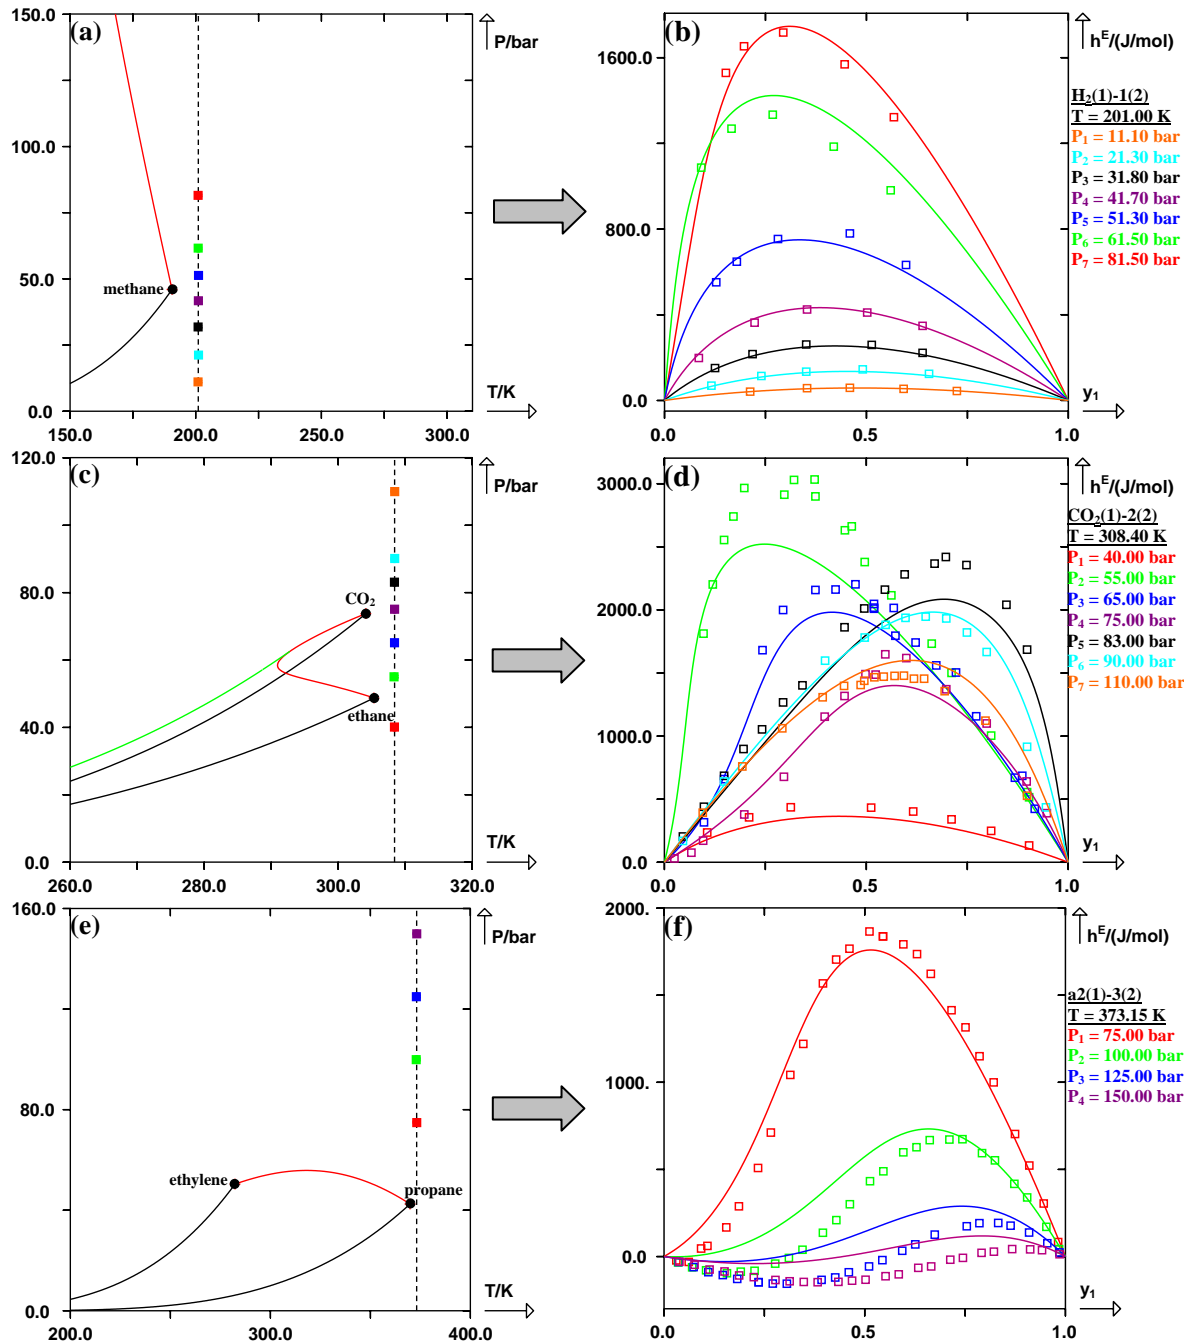 150.0
(a)
P/bar
100.0
50.0
methane
0.0
T/K
150.0 200.0 250.0 300.0
(b)
h^E/(J/mol)
1600.0
800.0
0.0
H₂(1)-1(2)
T = 201.00 K
P₁ = 11.10 bar
P₂ = 21.30 bar
P₃ = 31.80 bar
P₄ = 41.70 bar
P₅ = 51.30 bar
P₆ = 61.50 bar
P₇ = 81.50 bar
y₁
0.0 0.5 1.0
120.0
(c)
P/bar
80.0
CO₂
ethane
40.0
0.0
T/K
260.0 280.0 300.0 320.0
(d)
h^E/(J/mol)
3000.0
2000.0
1000.0
0.0
CO₂(1)-2(2)
T = 308.40 K
P₁ = 40.00 bar
P₂ = 55.00 bar
P₃ = 65.00 bar
P₄ = 75.00 bar
P₅ = 83.00 bar
P₆ = 90.00 bar
P₇ = 110.00 bar
y₁
0.0 0.5 1.0
160.0
(e)
P/bar
80.0
ethylene
propane
0.0
T/K
200.0 300.0 400.0
2000.
(f)
h^E/(J/mol)
1000.
0.0
a2(1)-3(2)
T = 373.15 K
P₁ = 75.00 bar
P₂ = 100.00 bar
P₃ = 125.00 bar
P₄ = 150.00 bar
y₁
0.0 0.5 1.0